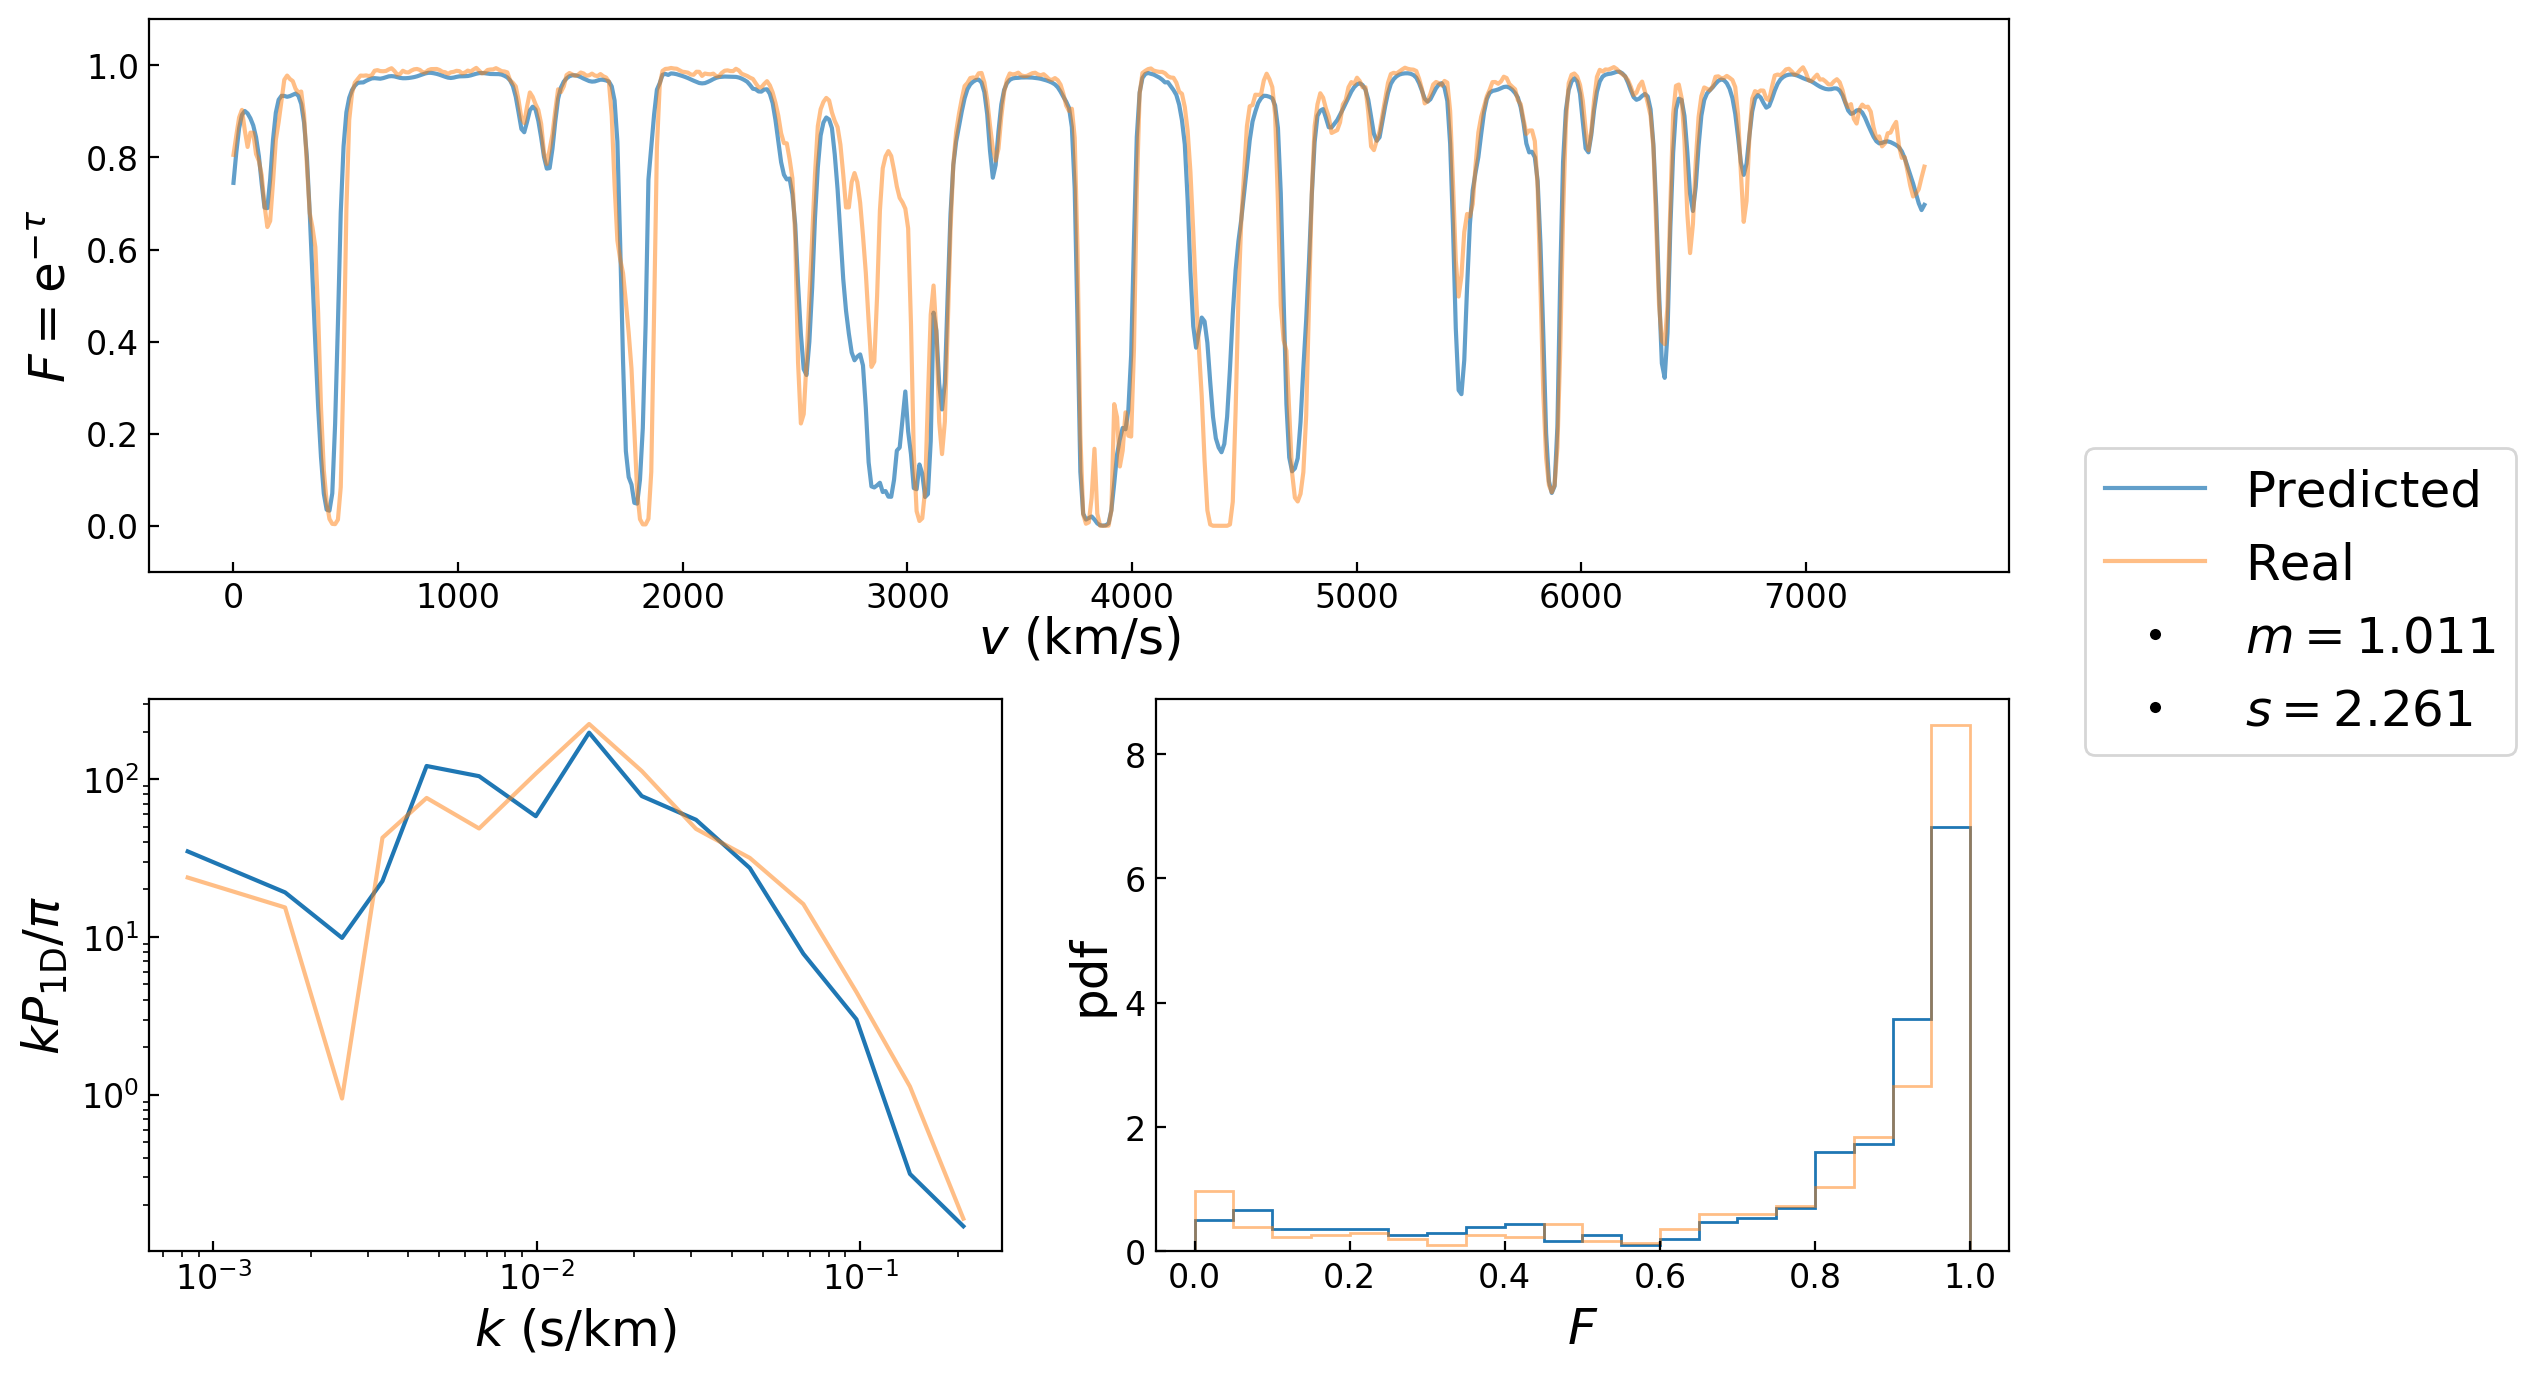 1.0
0.8
0.6
0.4
0.2
0.0
F = e^{−τ}
0 1000 2000 3000 4000 5000 6000 7000
v (km/s)
Predicted
Real
m = 1.011
s = 2.261
10²
10¹
10⁰
kP_{1D}/π
10⁻³ 10⁻² 10⁻¹
k (s/km)
8
6
4
2
0
pdf
0.0 0.2 0.4 0.6 0.8 1.0
F